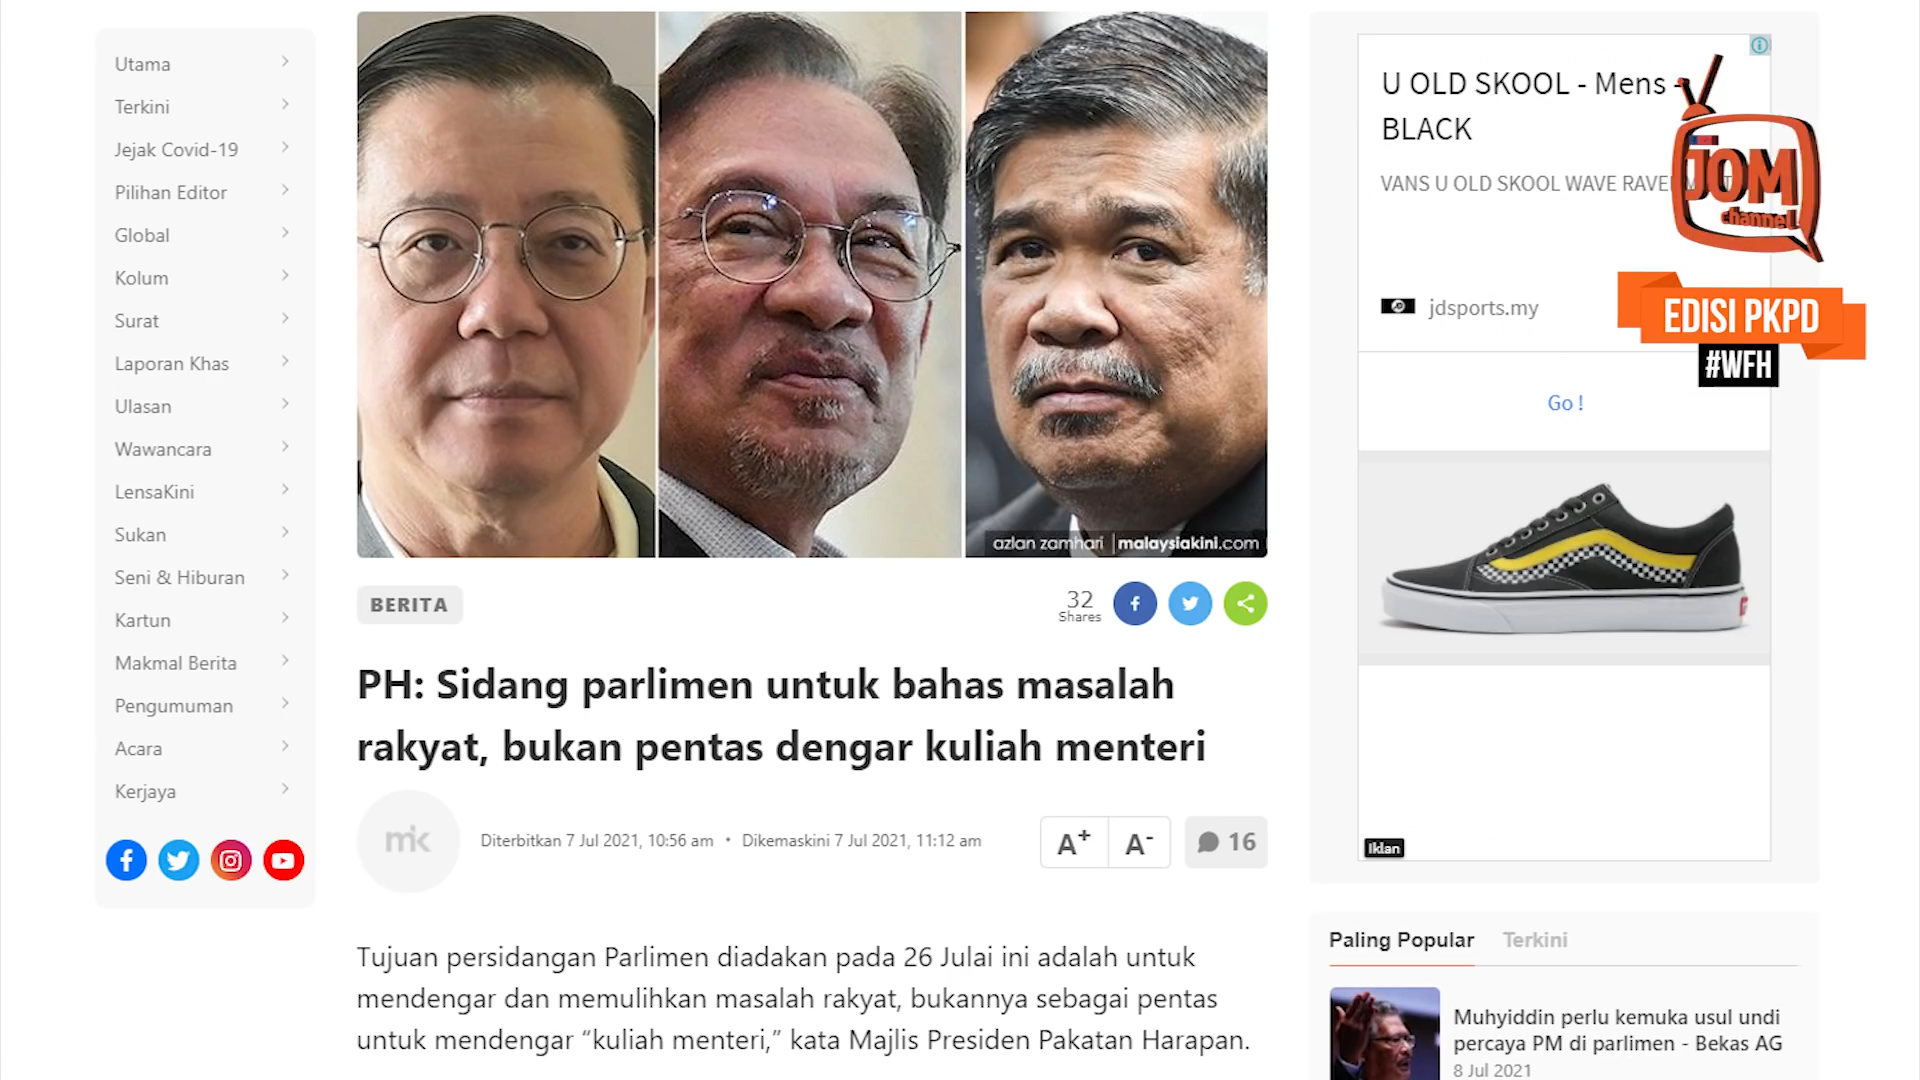 Utama
Terkini
Jejak Covid-19
Pilihan Editor
Global
Kolum
Surat
Laporan Khas
Ulasan
Wawancara
LensaKini
Sukan
Seni & Hiburan
Kartun
Makmal Berita
Pengumuman
Acara
Kerjaya
azlan zamhari | malaysiakini.com
BERITA
32
Shares
PH: Sidang parlimen untuk bahas masalah
rakyat, bukan pentas dengar kuliah menteri
mk
Diterbitkan 7 Jul 2021, 10:56 am • Dikemaskini 7 Jul 2021, 11:12 am
A+
A-
16
Tujuan persidangan Parlimen diadakan pada 26 Julai ini adalah untuk
mendengar dan memulihkan masalah rakyat, bukannya sebagai pentas
untuk mendengar “kuliah menteri,” kata Majlis Presiden Pakatan Harapan.
U OLD SKOOL - Mens -
BLACK
VANS U OLD SKOOL WAVE
jdsports.my
Go !
Iklan
JOM
channel
EDISI PKPD
#WFH
Paling Popular
Terkini
Muhyiddin perlu kemuka usul undi
percaya PM di parlimen - Bekas AG
8 Jul 2021